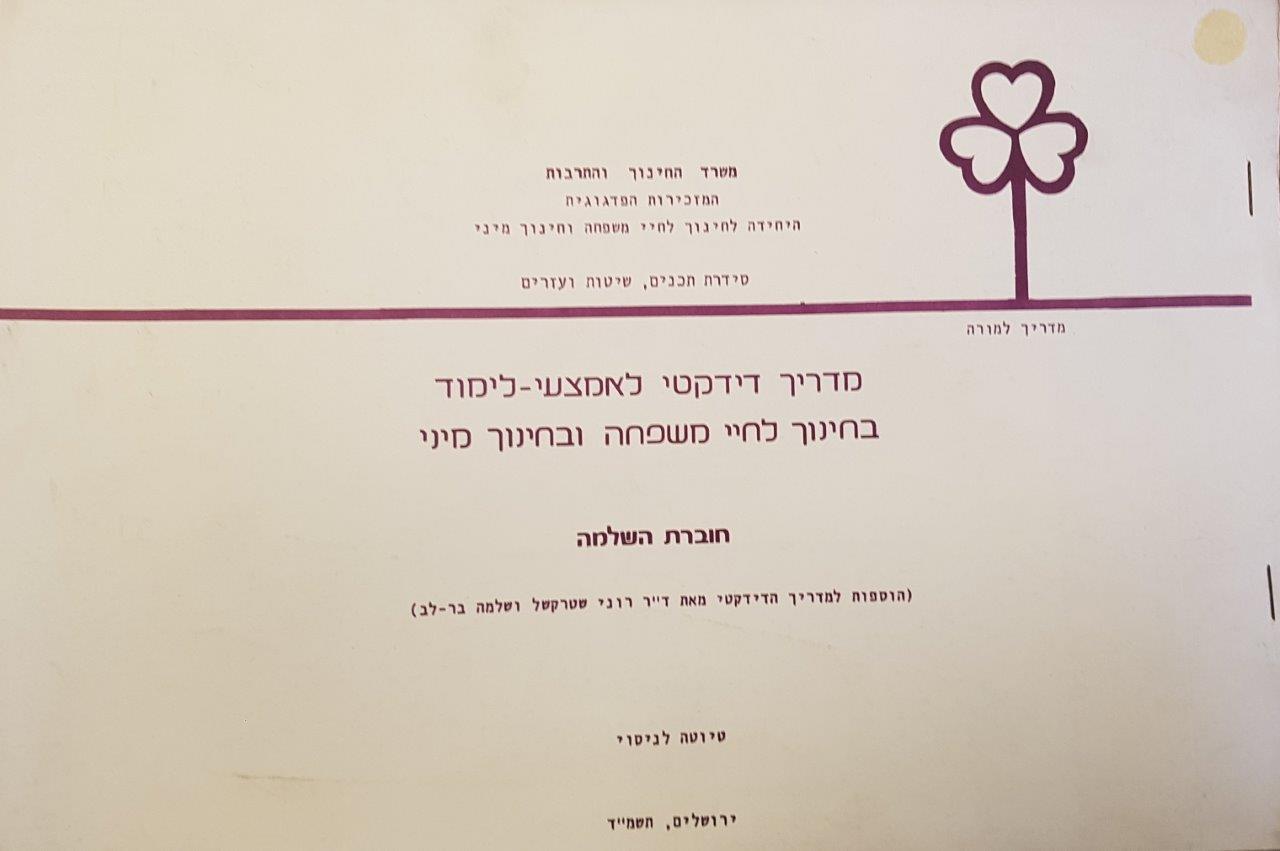 משרד החינוך והתרבות
המזכירות הפדגוגית
היחידה לחינוך לחיי משפחה וחינוך מיני
סידרת תכנים, שיטות ועזרים
מדריך למורה
מדריך דידקטי לאמצעי-לימוד
בחינוך לחיי משפחה ובחינוך מיני
חוברת השלמה
(הוספות למדריך הדידקטי מאת ד"ר רוני שטרקשל ושלמה בר-לב)
טיוטה לניסוי
ירושלים, תשמ"ד